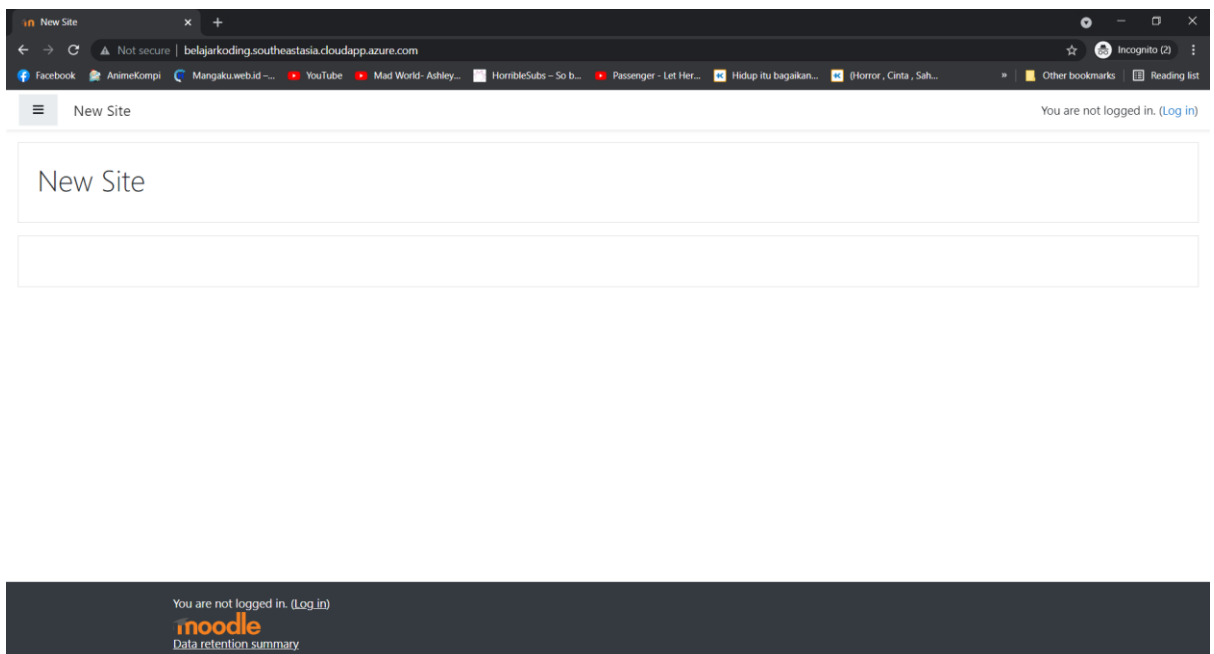 New Site
Not secure | belajarkoding.southeastasia.cloudapp.azure.com Incognito (2)
Facebook AnimeKompi Mangaku.web.id –... YouTube Mad World- Ashley... HorribleSubs – So b... Passenger - Let Her... Hidup itu bagaikan... (Horror , Cinta , Sah... » Other bookmarks Reading list
New Site You are not logged in. (Log in)
New Site
You are not logged in. (Log in)
moodle
Data retention summary